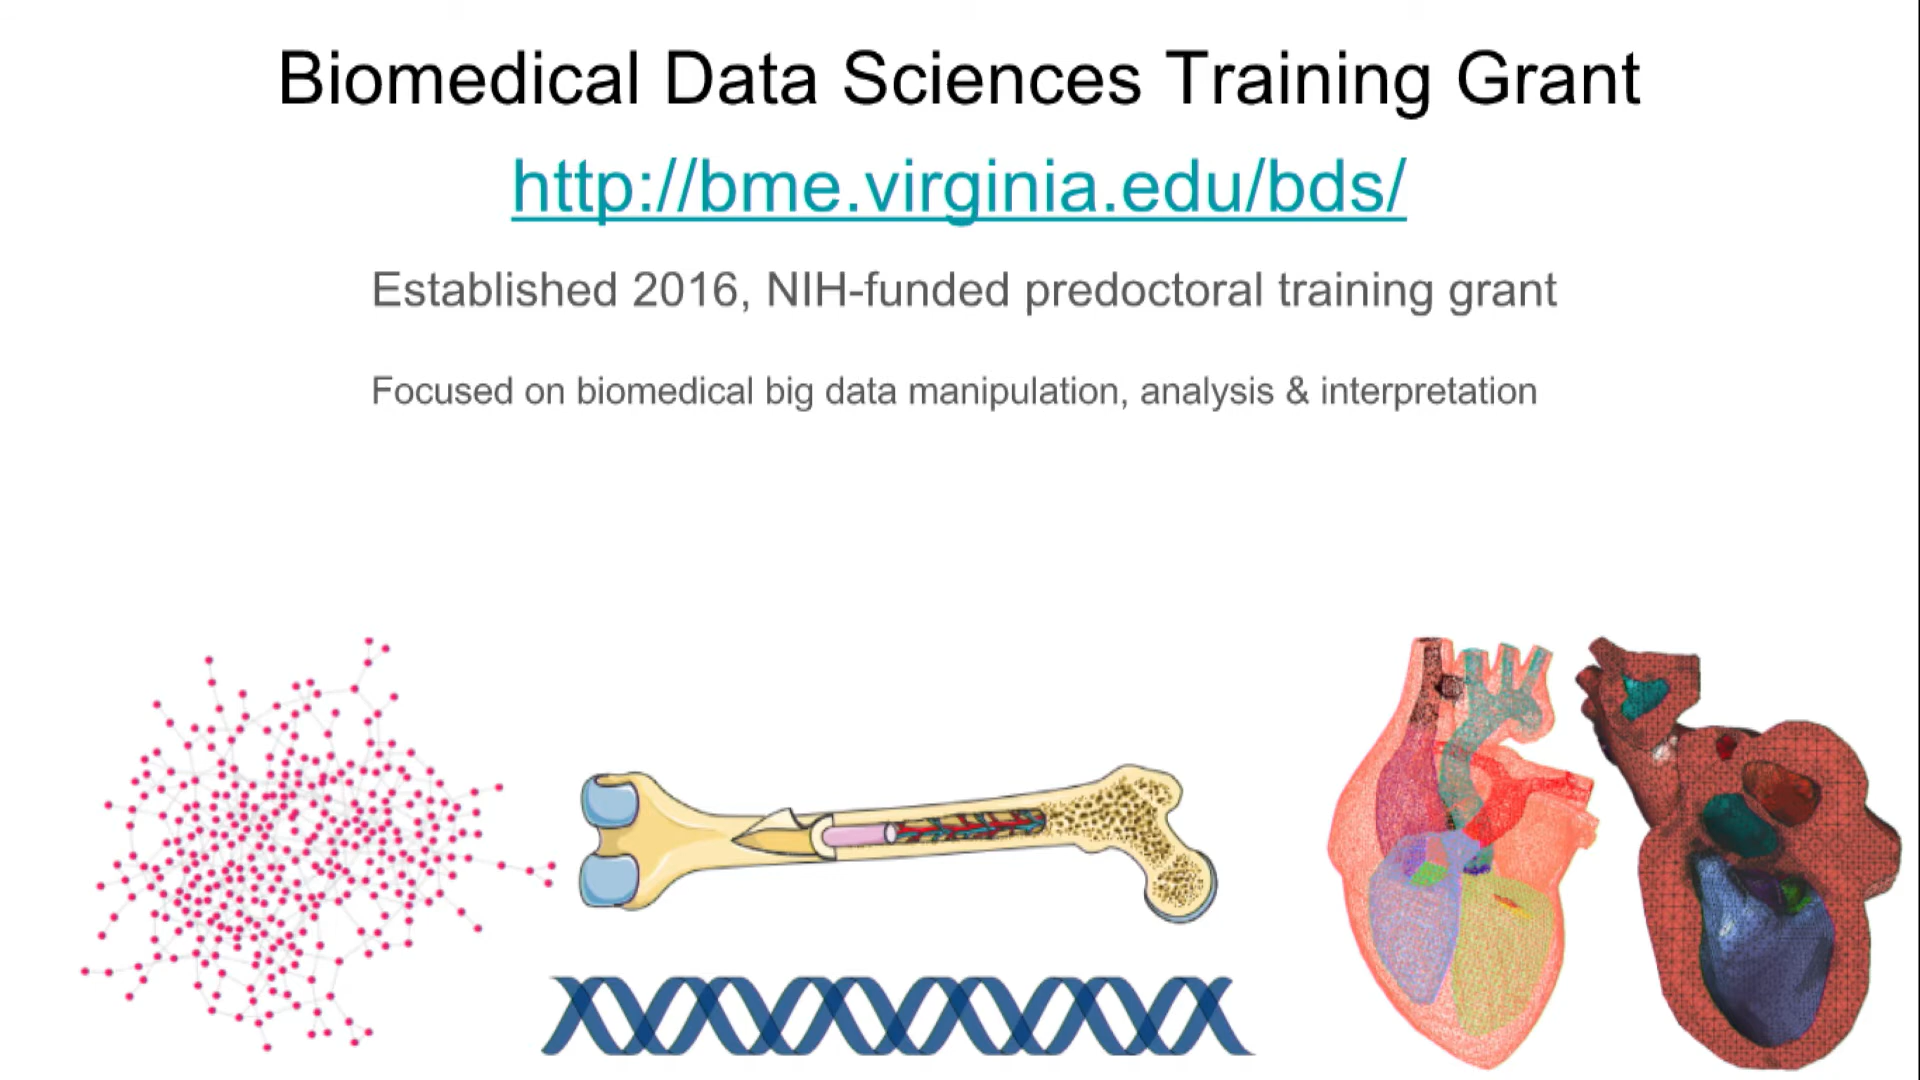 Biomedical Data Sciences Training Grant
http://bme.virginia.edu/bds/
Established 2016, NIH-funded predoctoral training grant
Focused on biomedical big data manipulation, analysis & interpretation